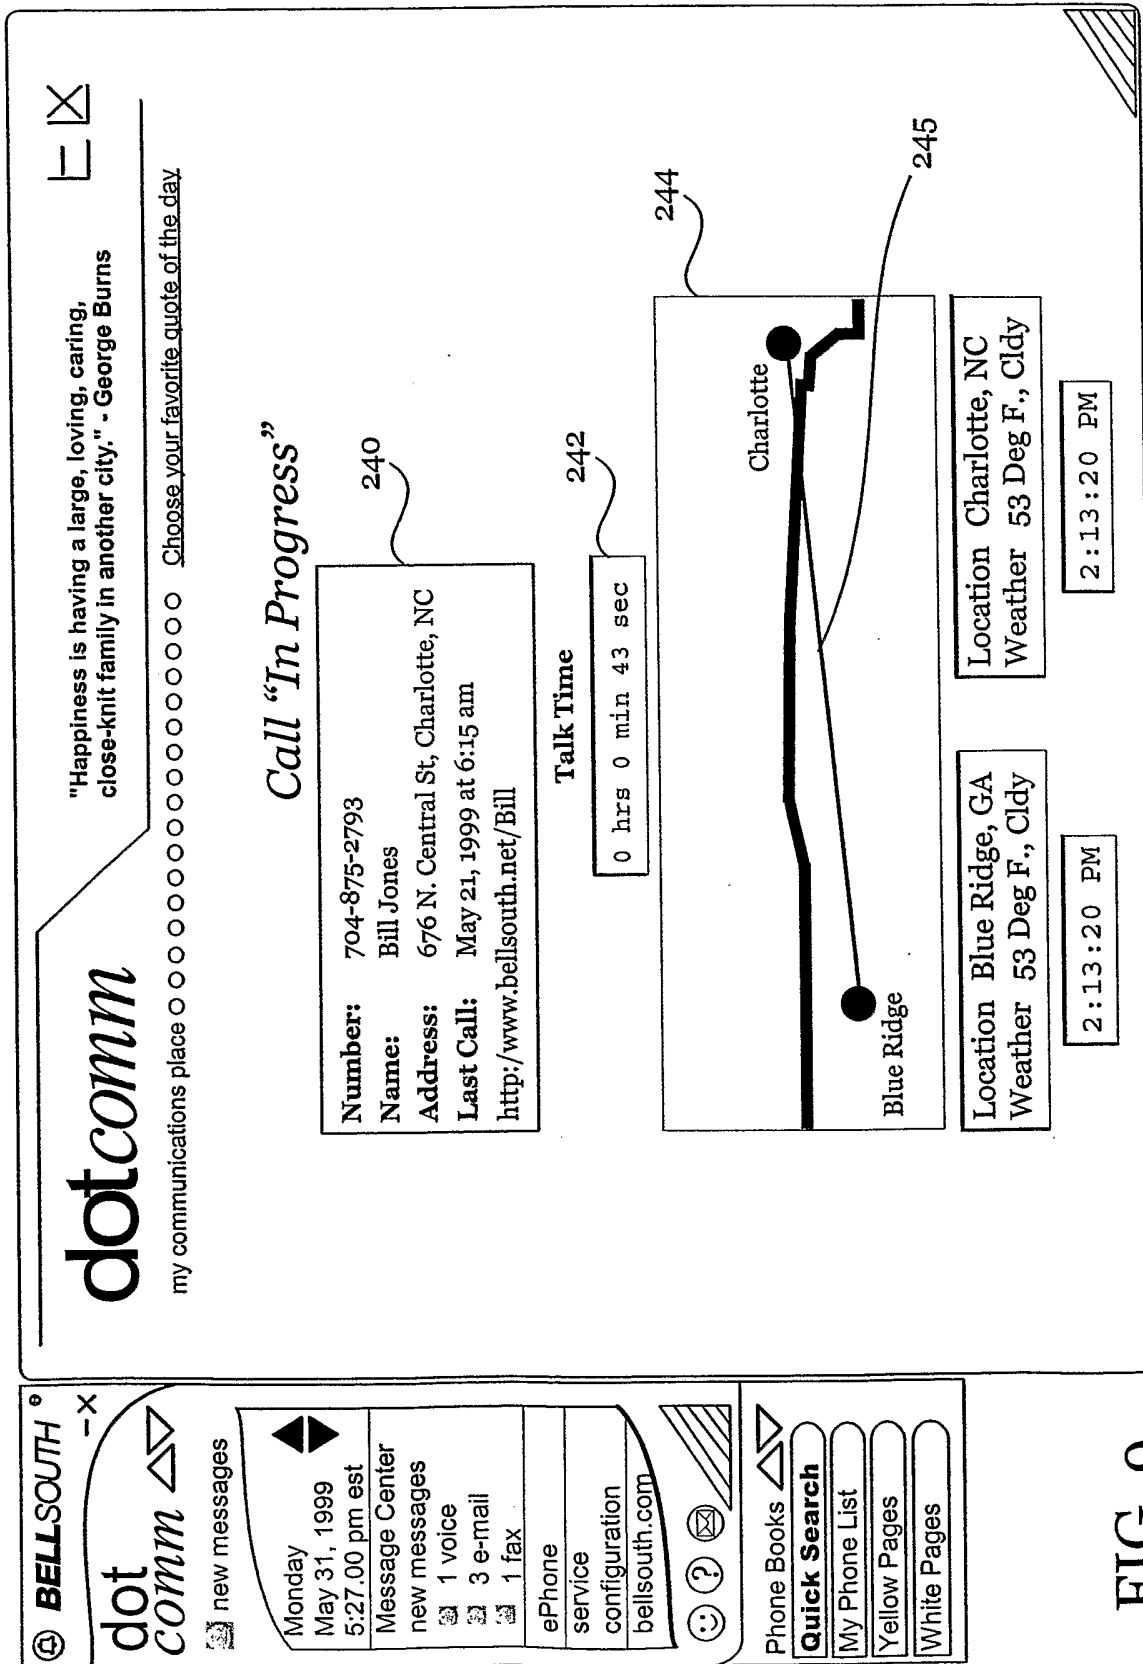 BELLSOUTH ®
dot
comm
new messages
Monday
May 31, 1999
5:27.00 pm est
Message Center
new messages
1 voice
3 e-mail
1 fax
ePhone
service
configuration
bellsouth.com
Phone Books
Quick Search
My Phone List
Yellow Pages
White Pages
dotcomm
"Happiness is having a large, loving, caring,
close-knit family in another city." - George Burns
my communications place
Choose your favorite quote of the day
Call “In Progress”
Number: 704-875-2793
Name: Bill Jones
Address: 676 N. Central St, Charlotte, NC
Last Call: May 21, 1999 at 6:15 am
http:/www.bellsouth.net/Bill
240
Talk Time
0 hrs 0 min 43 sec
242
244
245
Charlotte
Blue Ridge
Location Blue Ridge, GA
Weather 53 Deg F., Cldy
2:13:20 PM
Location Charlotte, NC
Weather 53 Deg F., Cldy
2:13:20 PM